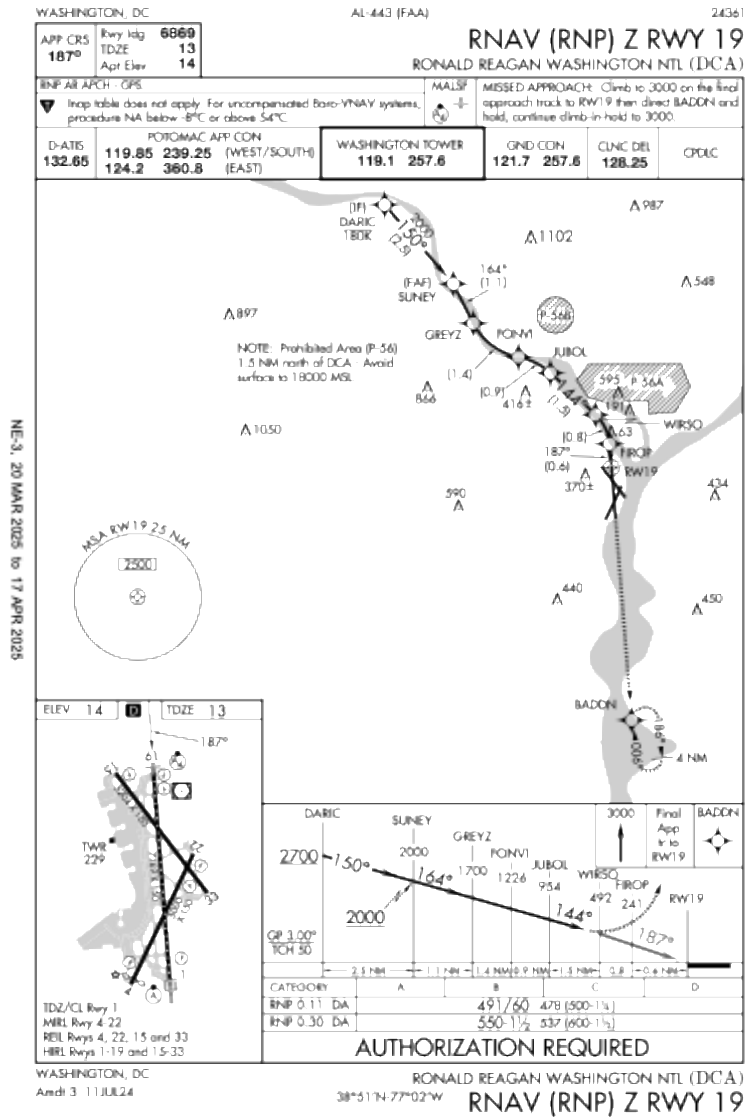 WASHINGTON, DC
AL-443 (FAA)
24361
APP CRS
187°
Rwy ldg 6869
TDZE 13
Apt Elev 14
RNAV (RNP) Z RWY 19
RONALD REAGAN WASHINGTON NTL (DCA)
RNP AR APCH - GPS.
Inop table does not apply. For uncompensated Baro-VNAV systems,
procedure NA below -8°C or above 54°C.
MALSF
MISSED APPROACH: Climb to 3000 on the final
approach track to RW19 then direct BADDN and
hold, continue climb-in-hold to 3000.
D-ATIS
132.65
POTOMAC APP CON
119.85 239.25 (WEST/SOUTH)
124.2 360.8 (EAST)
WASHINGTON TOWER
119.1 257.6
GND CON
121.7 257.6
CLNC DEL
128.25
CPDLC
(IF)
DARIC
180K
2000
150°
(2.5)
987
1102
548
(FAF)
SUNEY
164°
(1.1)
897
GREYZ
PONVI
P-56B
JUBOL
NOTE: Prohibited Area (P-56)
1.5 NM north of DCA - Avoid
surface to 18000 MSL
(1.4)
(0.9)
866
416±
144°
(1.5)
595
P-56A
191
WIRSO
1050
(0.8)
63
FIROP
187°
(0.6)
RW19
370±
590
434
MSA RW19 25 NM
2500
440
450
BADDN
186°
006°
4 NM
NE-3, 20 MAR 2025 to 17 APR 2025
ELEV 14
D
TDZE 13
187°
19
15
TWR
229
22
33
4
1
TDZ/CL Rwy 1
MIRL Rwy 4-22
REIL Rwys 4, 22, 15 and 33
HIRL Rwys 1-19 and 15-33
DARIC
SUNEY
GREYZ
PONVI
JUBOL
WIRSO
FIROP
RW19
3000
Final
App
tr to
RW19
BADDN
2700
150°
2000
164°
1700
1226
954
492
241
2000
144°
187°
GP 3.00°
TCH 50
2.5 NM
1.1 NM
1.4 NM
0.9 NM
1.5 NM
0.8
0.6 NM
CATEGORY A B C D
RNP 0.11 DA 491/60 478 (500-1¼)
RNP 0.30 DA 550-1½ 537 (600-1½)
AUTHORIZATION REQUIRED
WASHINGTON, DC
Amdt 3 11JUL24
38°51'N-77°02'W
RONALD REAGAN WASHINGTON NTL (DCA)
RNAV (RNP) Z RWY 19